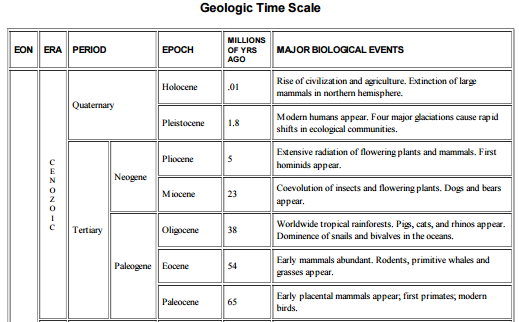 Geologic Time Scale
EON ERA PERIOD EPOCH MILLIONS OF YRS AGO MAJOR BIOLOGICAL EVENTS
CENOZOIC
Quaternary
Holocene .01 Rise of civilization and agriculture. Extinction of large
mammals in northern hemisphere.
Pleistocene 1.8 Modern humans appear. Four major glaciations cause rapid
shifts in ecological communities.
Tertiary
Neogene
Pliocene 5 Extensive radiation of flowering plants and mammals. First
hominids appear.
Miocene 23 Coevolution of insects and flowering plants. Dogs and bears
appear.
Paleogene
Oligocene 38 Worldwide tropical rainforests. Pigs, cats, and rhinos appear.
Dominence of snails and bivalves in the oceans.
Eocene 54 Early mammals abundant. Rodents, primitive whales and
grasses appear.
Paleocene 65 Early placental mammals appear; first primates; modern
birds.